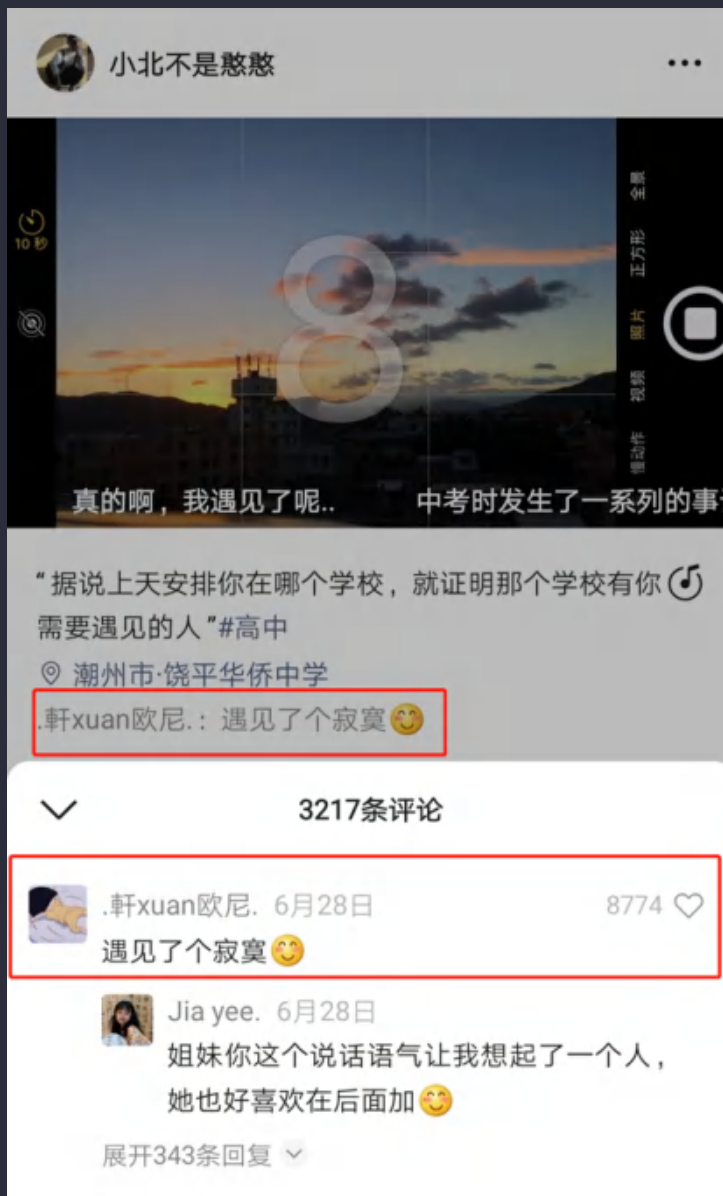 小北不是憨憨
10 秒
全景
正方形
照片
视频
慢动作
8
真的啊，我遇见了呢..
中考时发生了一系列的事
“据说上天安排你在哪个学校，就证明那个学校有你
需要遇见的人”#高中
潮州市·饶平华侨中学
.軒xuan欧尼.：遇见了个寂寞😊
3217条评论
.軒xuan欧尼. 6月28日
8774
遇见了个寂寞😊
Jia yee. 6月28日
姐妹你这个说话语气让我想起了一个人，
她也好喜欢在后面加😊
展开343条回复